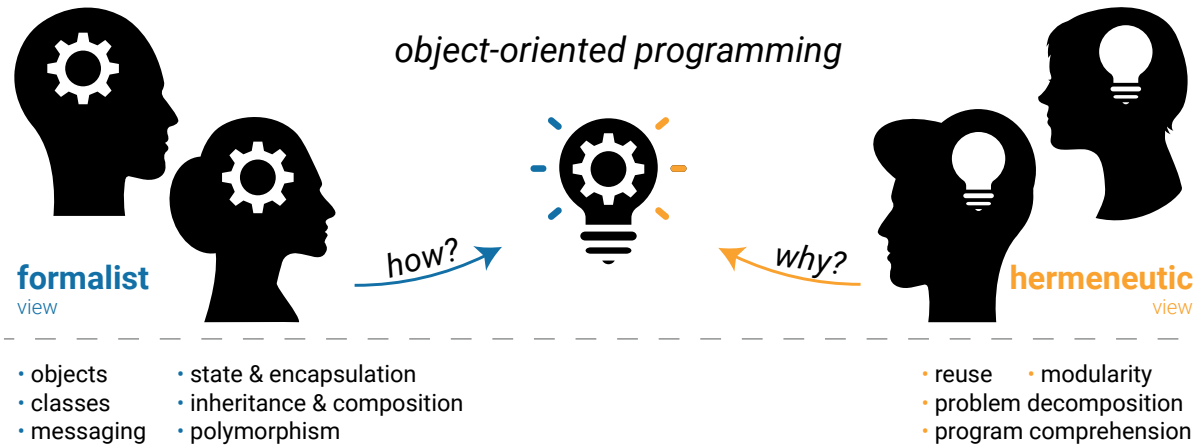 object-oriented programming
how?
why?
formalist
view
hermeneutic
view
• objects
• classes
• messaging
• state & encapsulation
• inheritance & composition
• polymorphism
• reuse • modularity
• problem decomposition
• program comprehension